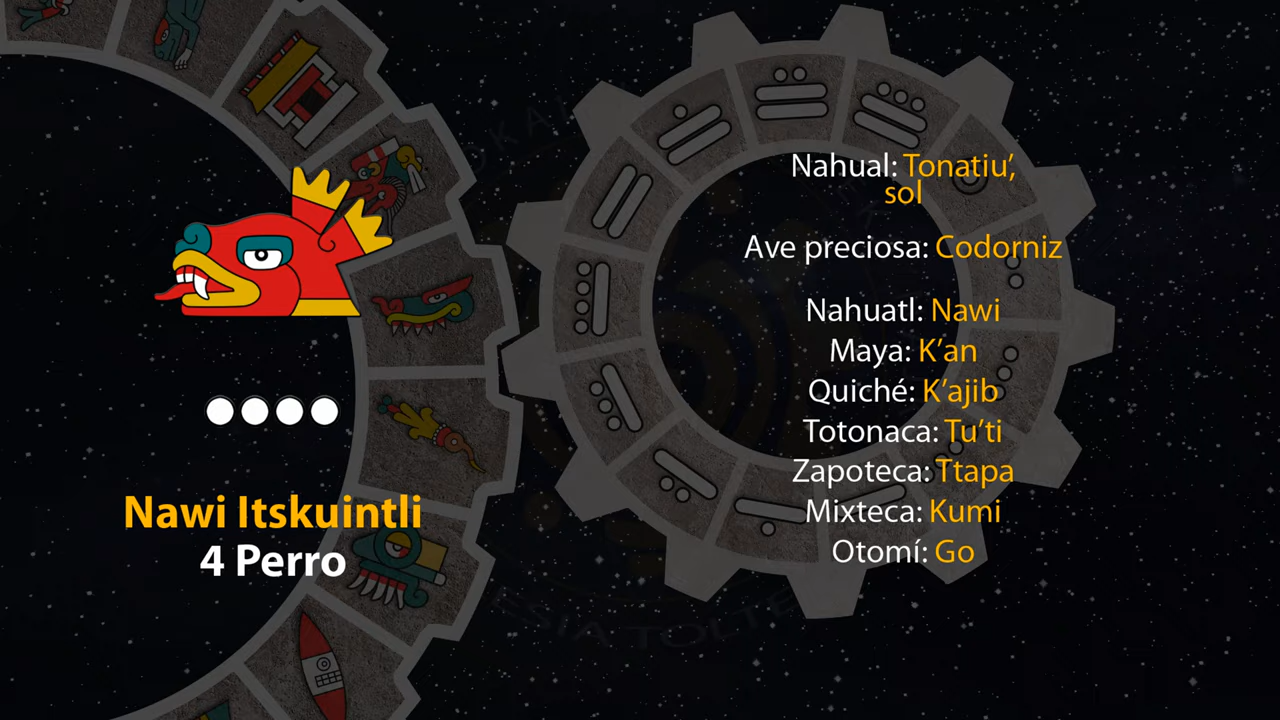 Nawi Itskuintli
4 Perro
Nahual: Tonatiu’,
sol
Ave preciosa: Codorniz
Nahuatl: Nawi
Maya: K’an
Quiché: K’ajib
Totonaca: Tu’ti
Zapoteca: Ttapa
Mixteca: Kumi
Otomí: Go